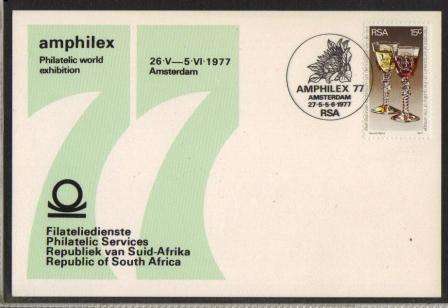 amphilex
Philatelic world
exhibition
26·V—5·VI·1977
Amsterdam
AMPHILEX 77
AMSTERDAM
27·5-5·6·1977
RSA
RSA 15c
Filateliedienste
Philatelic Services
Republiek van Suid-Afrika
Republic of South Africa